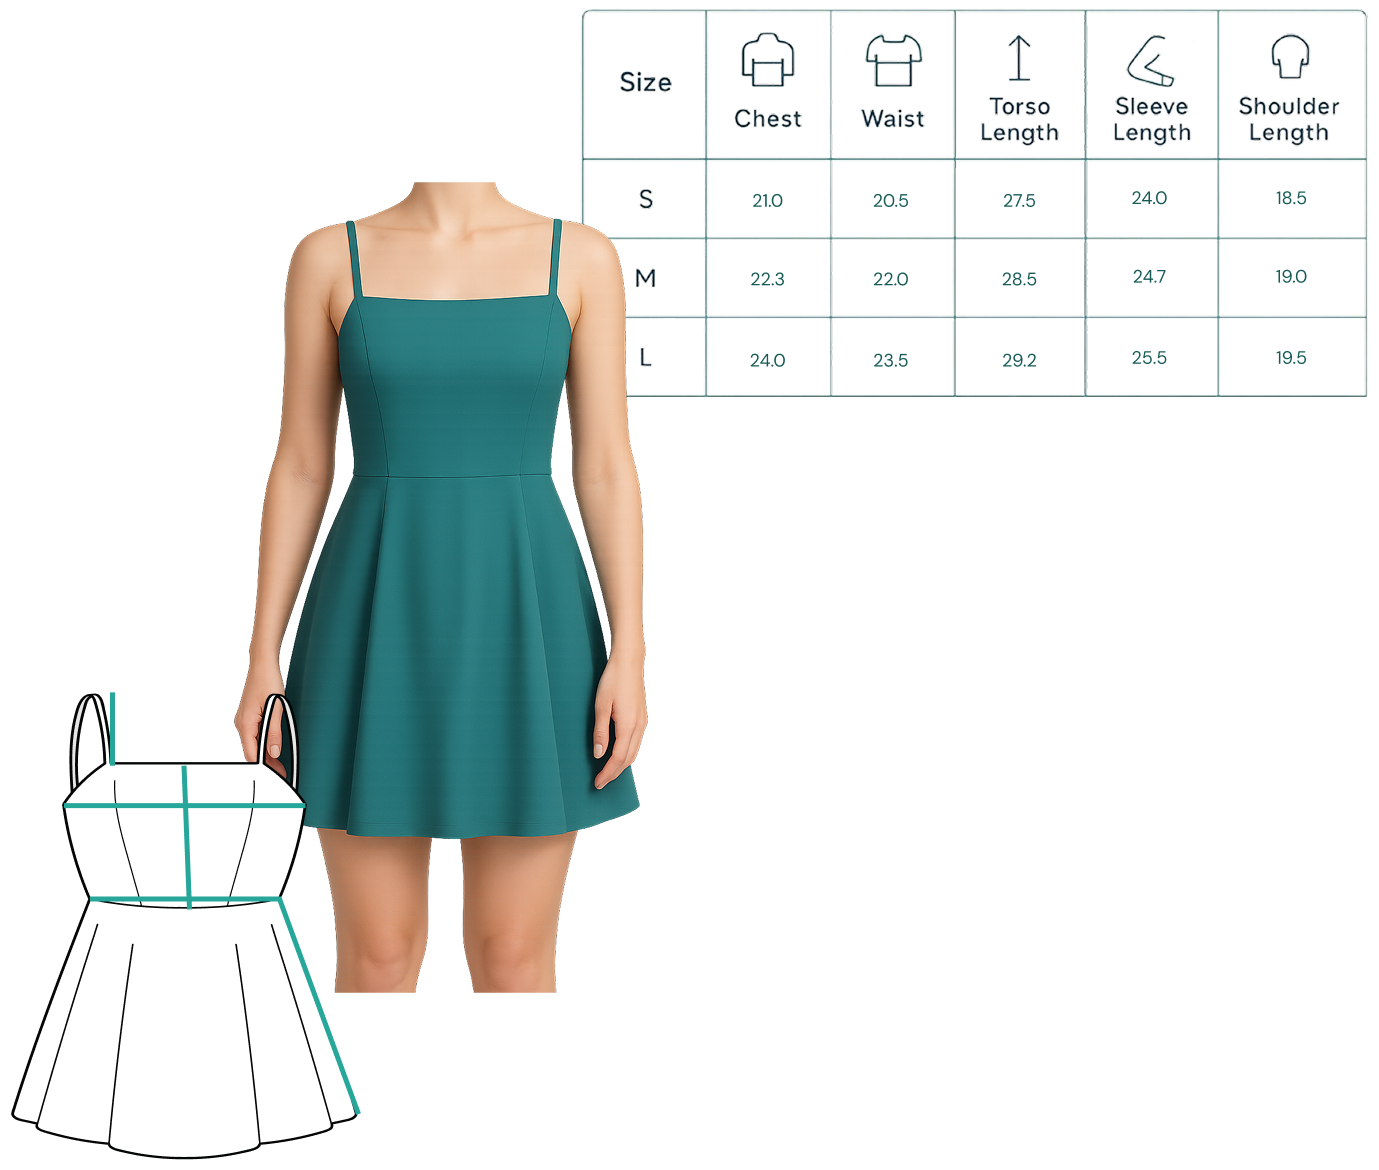 Size
Chest
Waist
Torso
Length
Sleeve
Length
Shoulder
Length
S 21.0 20.5 27.5 24.0 18.5
M 22.3 22.0 28.5 24.7 19.0
L 24.0 23.5 29.2 25.5 19.5